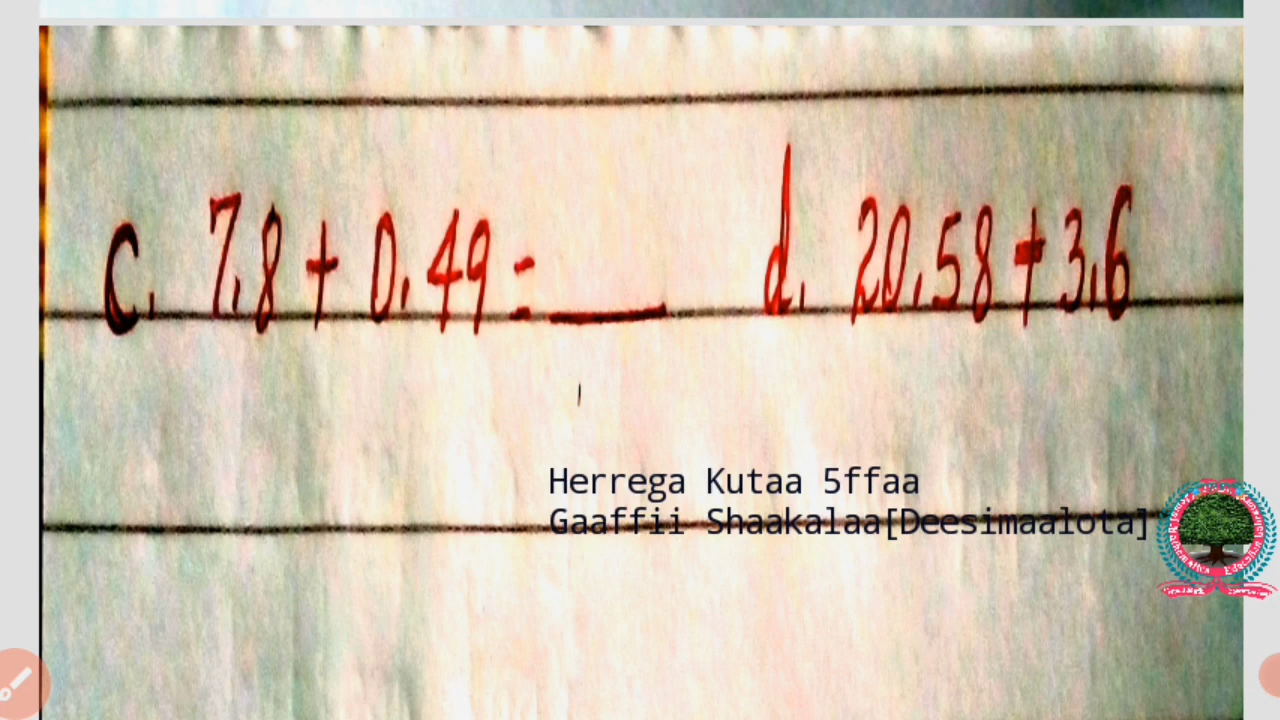 c. 7.8 + 0.49 = ___ d. 20.58 + 3.6
Herrega Kutaa 5ffaa
Gaaffii Shaakalaa[Deesimaalota]